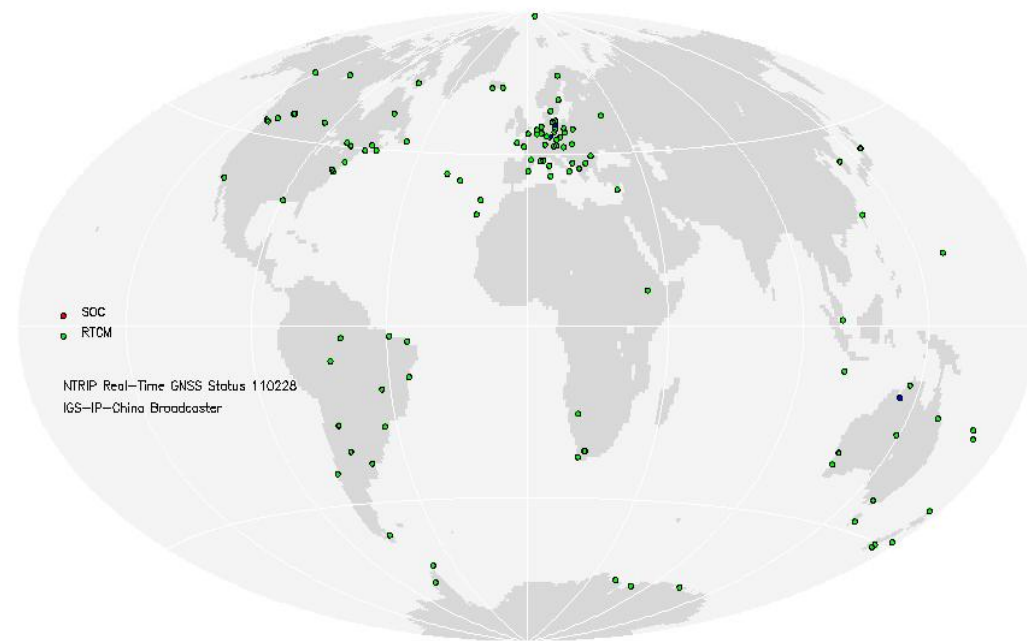 SOC
RTCM
NTRIP Real-Time GNSS Status 110228
IGS-IP-China Broadcaster